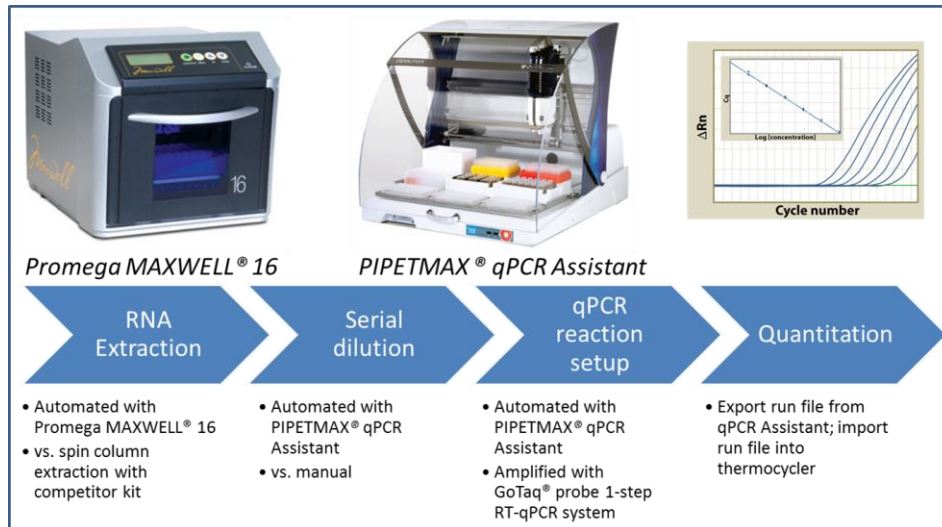 Maxwell
16
Maxwell
16
ΔRn
Cq
Log [concentration]
Cycle number
Promega MAXWELL® 16
PIPETMAX ® qPCR Assistant
RNA
Extraction
Serial
dilution
qPCR
reaction
setup
Quantitation
• Automated with
Promega MAXWELL® 16
• vs. spin column
extraction with
competitor kit
• Automated with
PIPETMAX® qPCR
Assistant
• vs. manual
• Automated with
PIPETMAX® qPCR
Assistant
• Amplified with
GoTaq® probe 1-step
RT-qPCR system
• Export run file from
qPCR Assistant; import
run file into
thermocycler